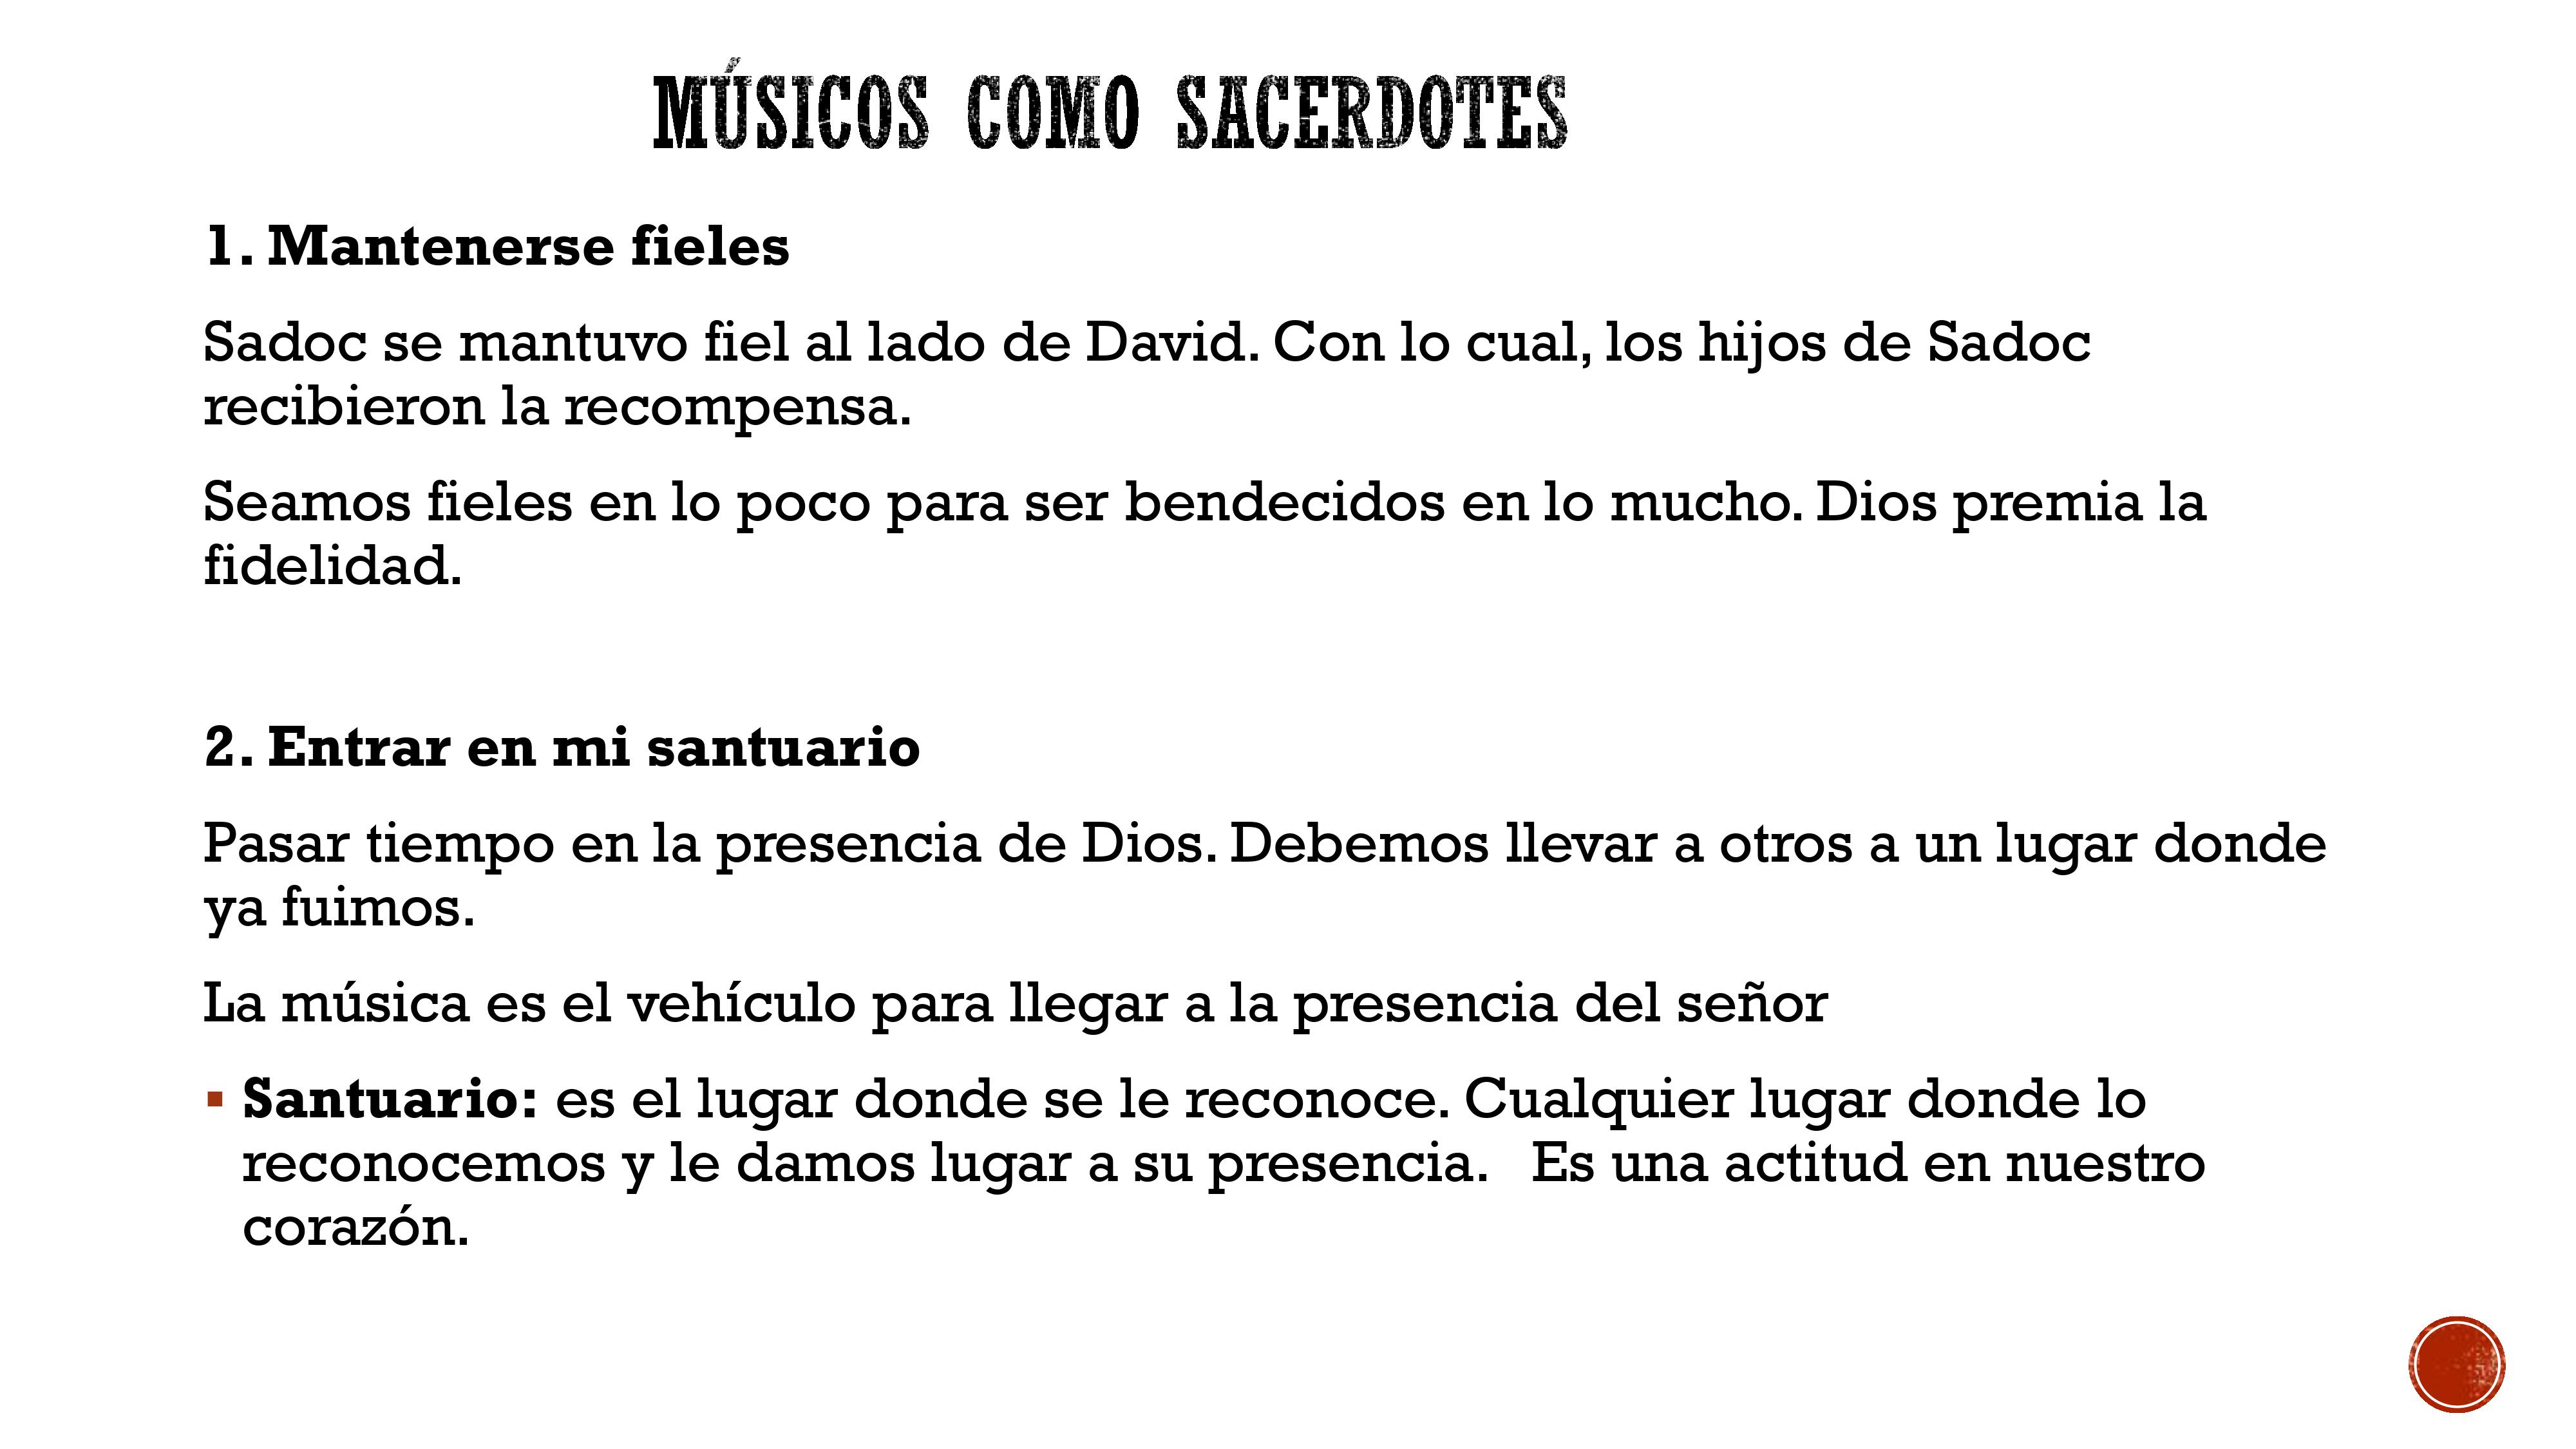 MÚSICOS COMO SACERDOTES
1. Mantenerse fieles
Sadoc se mantuvo fiel al lado de David. Con lo cual, los hijos de Sadoc
recibieron la recompensa.
Seamos fieles en lo poco para ser bendecidos en lo mucho. Dios premia la
fidelidad.
2. Entrar en mi santuario
Pasar tiempo en la presencia de Dios. Debemos llevar a otros a un lugar donde
ya fuimos.
La música es el vehículo para llegar a la presencia del señor
▪ Santuario: es el lugar donde se le reconoce. Cualquier lugar donde lo
reconocemos y le damos lugar a su presencia.   Es una actitud en nuestro
corazón.